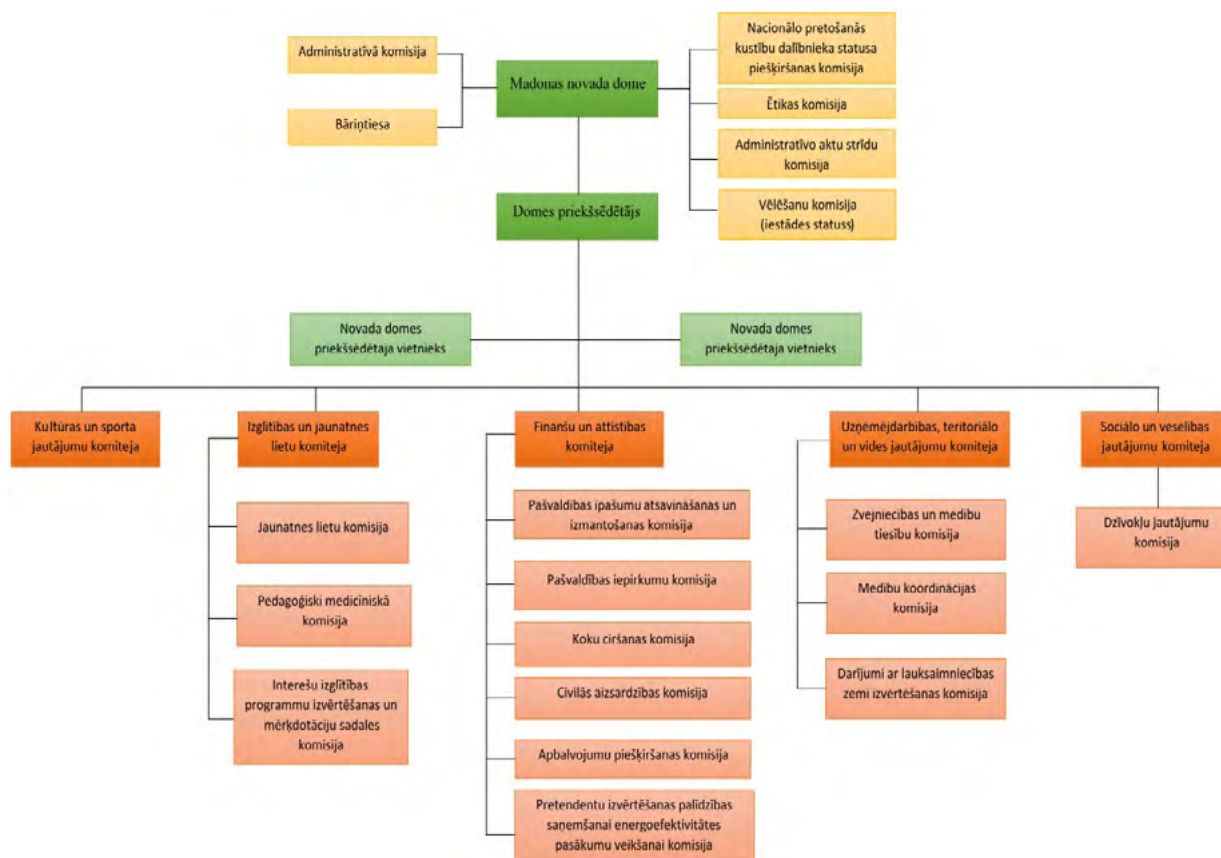 Administratīvā komisija
Bāriņtiesa
Madonas novada dome
Nacionālo pretošanās
kustību dalībnieka statusa
piešķiršanas komisija
Ētikas komisija
Administratīvo aktu strīdu
komisija
Vēlēšanu komisija
(iestādes statuss)
Domes priekšsēdētājs
Novada domes
priekšsēdētaja vietnieks
Novada domes
priekšsēdētaja vietnieks
Kultūras un sporta
jautājumu komiteja
Izglītības un jaunatnes
lietu komiteja
Jaunatnes lietu komisija
Pedagoģiski medicīniskā
komisija
Interešu izglītības
programmu izvērtēšanas un
mērķdotāciju sadales
komisija
Finanšu un attīstības
komiteja
Pašvaldības īpašumu atsavināšanas un
izmantošanas komisija
Pašvaldības iepirkumu komisija
Koku ciršanas komisija
Civilās aizsardzības komisija
Apbalvojumu piešķiršanas komisija
Pretendentu izvērtēšanas palīdzības
saņemšanai energoefektivitātes
pasākumu veikšanai komisija
Uzņēmējdarbības, teritoriālo
un vides jautājumu komiteja
Zvejniecības un medību
tiesību komisija
Medību koordinācijas
komisija
Darījumi ar lauksaimniecības
zemi izvērtēšanas komisija
Sociālo un veselības
jautājumu komiteja
Dzīvokļu jautājumu
komisija